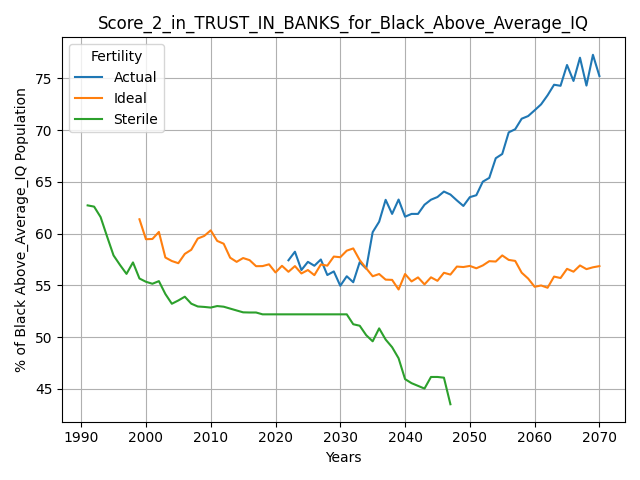 Score_2_in_TRUST_IN_BANKS_for_Black_Above_Average_IQ
Fertility
Actual
Ideal
Sterile
% of Black Above_Average_IQ Population
75
70
65
60
55
50
45
1990 2000 2010 2020 2030 2040 2050 2060 2070
Years